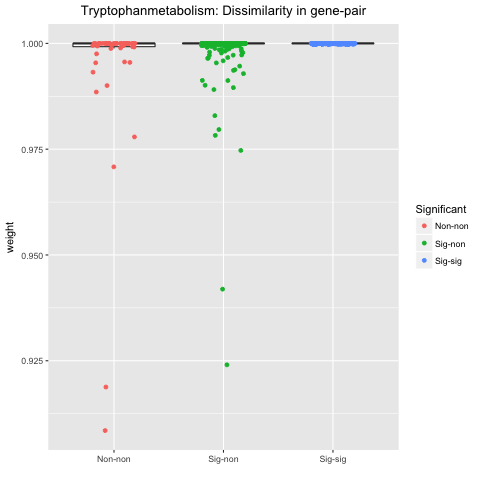 Tryptophanmetabolism: Dissimilarity in gene-pair
1.000
0.975
0.950
0.925
weight
Non-non
Sig-non
Sig-sig
Significant
Non-non
Sig-non
Sig-sig